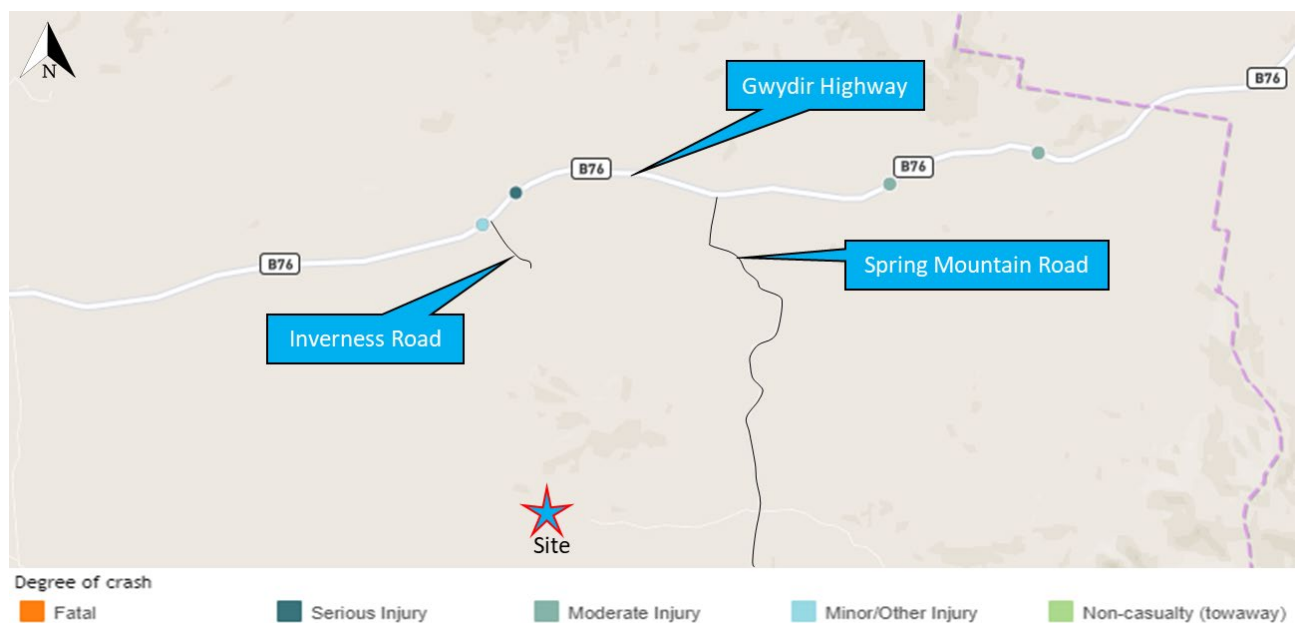 N
Gwydir Highway
B76
B76
B76
B76
Spring Mountain Road
Inverness Road
Site
Degree of crash
Fatal
Serious Injury
Moderate Injury
Minor/Other Injury
Non-casualty (towaway)